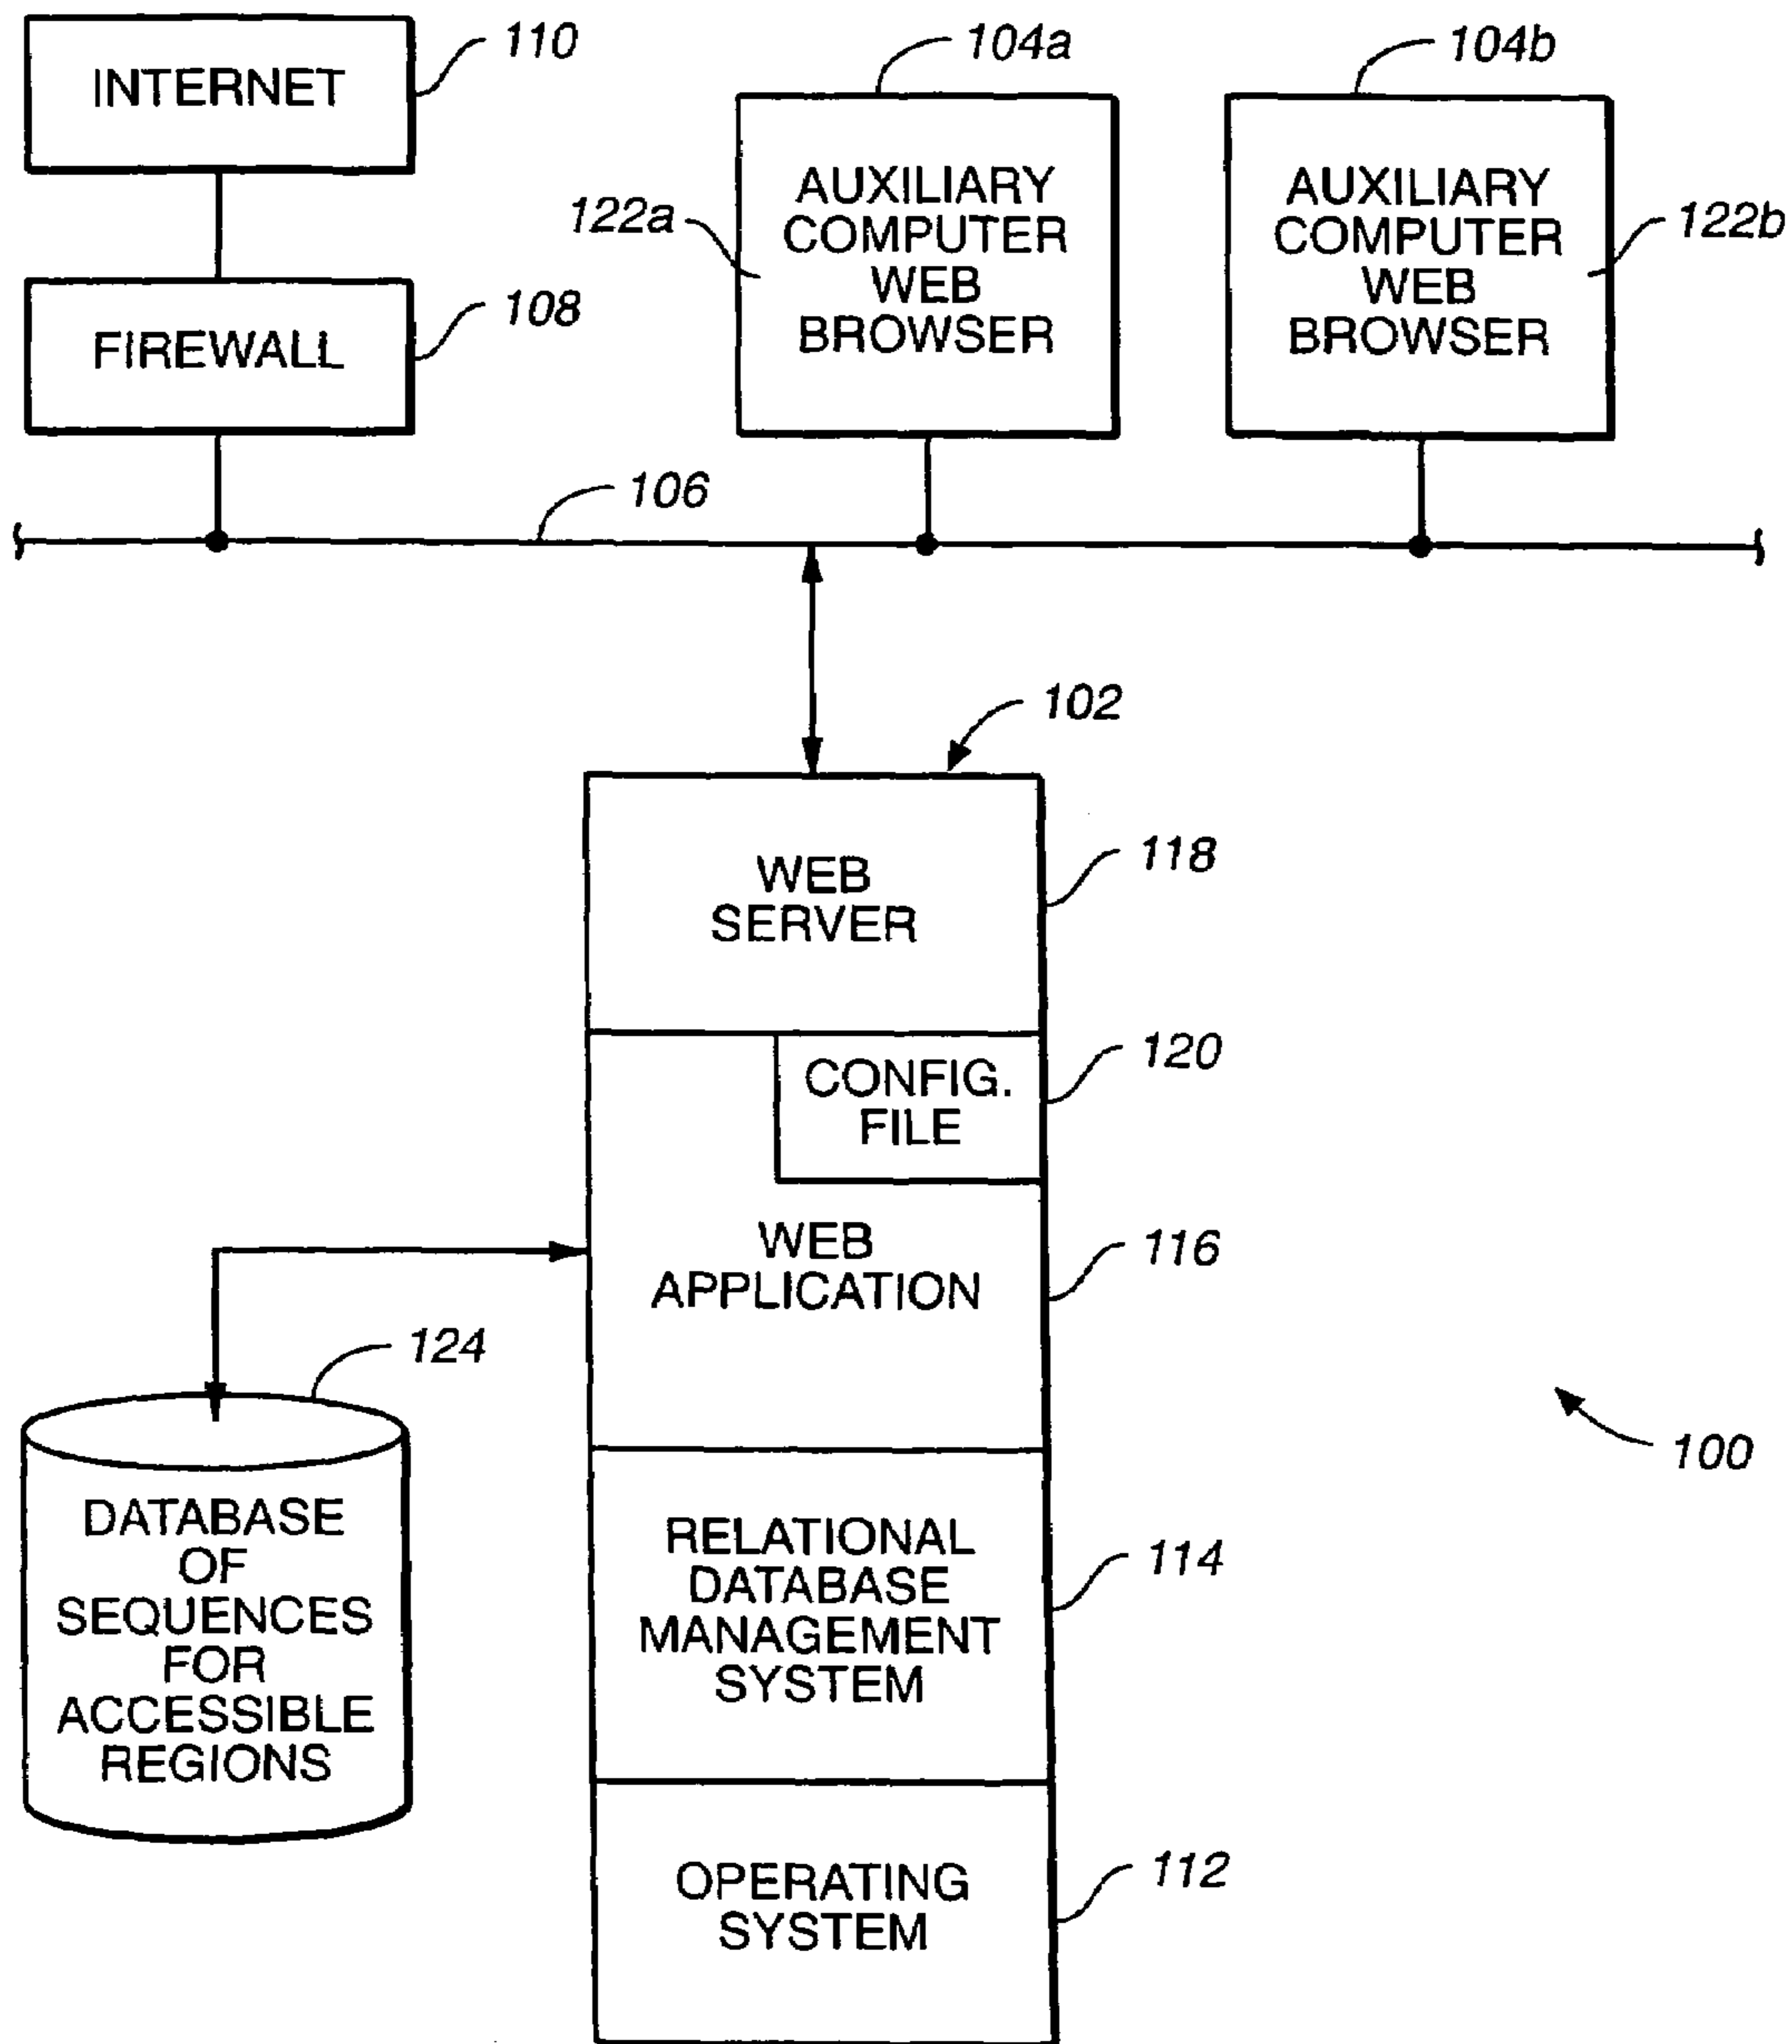 INTERNET
110
104a
104b
AUXILIARY
COMPUTER
WEB
BROWSER
122a
AUXILIARY
COMPUTER
WEB
BROWSER
122b
FIREWALL
108
106
102
WEB
SERVER
118
CONFIG.
FILE
120
WEB
APPLICATION
116
124
DATABASE
OF
SEQUENCES
FOR
ACCESSIBLE
REGIONS
100
RELATIONAL
DATABASE
MANAGEMENT
SYSTEM
114
OPERATING
SYSTEM
112